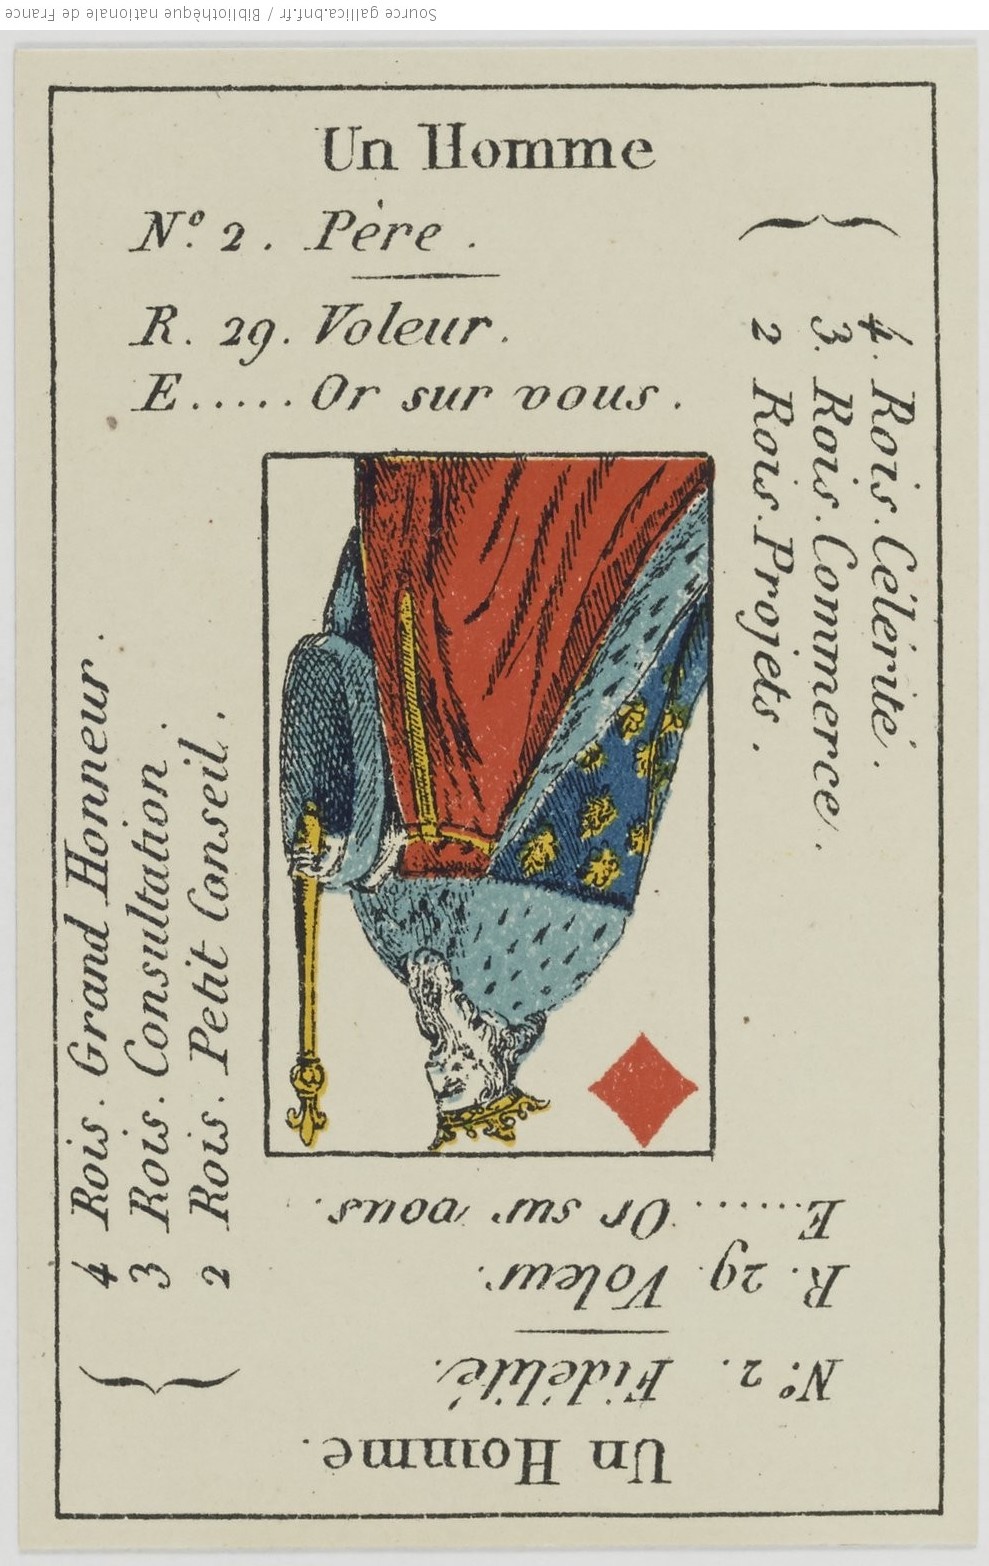 Source gallica.bnf.fr / Bibliothèque nationale de France
Un Homme
Nº. 2. Père.
R. 29. Voleur.
E..... Or sur vous.
4. Rois. Célérité.
3. Rois. Commerce.
2 Rois. Projets.
4 Rois. Grand Honneur.
3 Rois. Consultation.
2 Rois. Petit Conseil.
Un Homme.
Nº. 2. Fidélité.
R. 29. Voleur.
E...... Or sur vous.